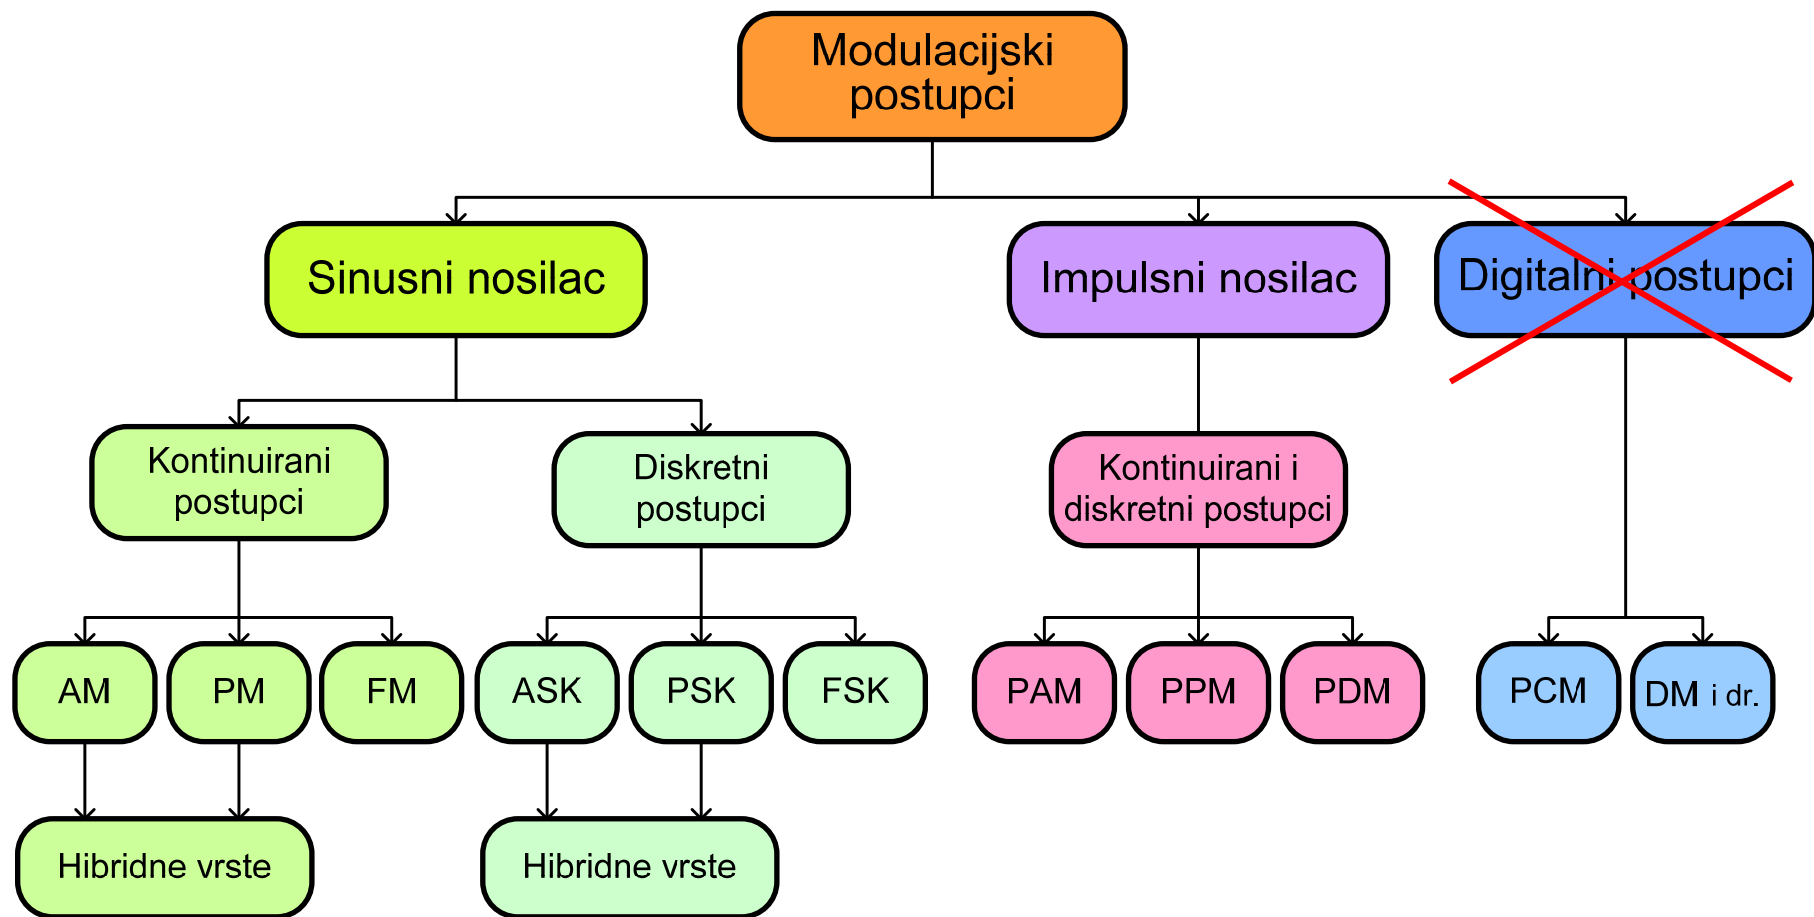 Modulacijski
postupci
Sinusni nosilac
Impulsni nosilac
Digitalni postupci
Kontinuirani
postupci
Diskretni
postupci
Kontinuirani i
diskretni postupci
AM
PM
FM
ASK
PSK
FSK
PAM
PPM
PDM
PCM
DM i dr.
Hibridne vrste
Hibridne vrste